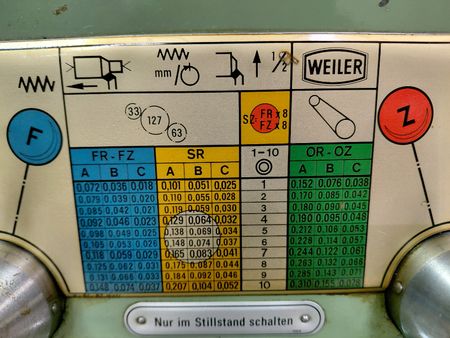 1/2
mm/
WEILER
33
127
63
SZ: FR x 8
FZ x 8
F
Z
FR-FZ SR 1-10 OR-OZ
A B C A B C A B C
0,072 0,036 0,018 0,101 0,051 0,025 1 0,152 0,076 0,038
0,079 0,039 0,020 0,110 0,055 0,028 2 0,170 0,085 0,042
0,085 0,042 0,021 0,119 0,059 0,030 3 0,180 0,090 0,045
0,092 0,046 0,023 0,129 0,064 0,032 4 0,190 0,095 0,048
0,098 0,049 0,025 0,138 0,069 0,034 5 0,212 0,106 0,053
0,105 0,053 0,026 0,148 0,074 0,037 6 0,228 0,114 0,057
0,118 0,059 0,029 0,165 0,083 0,041 7 0,244 0,122 0,061
0,125 0,062 0,031 0,175 0,087 0,044 8 0,263 0,132 0,066
0,131 0,066 0,033 0,184 0,092 0,046 9 0,285 0,143 0,071
0,148 0,074 0,037 0,207 0,104 0,052 10 0,310 0,155 0,078
Nur im Stillstand schalten